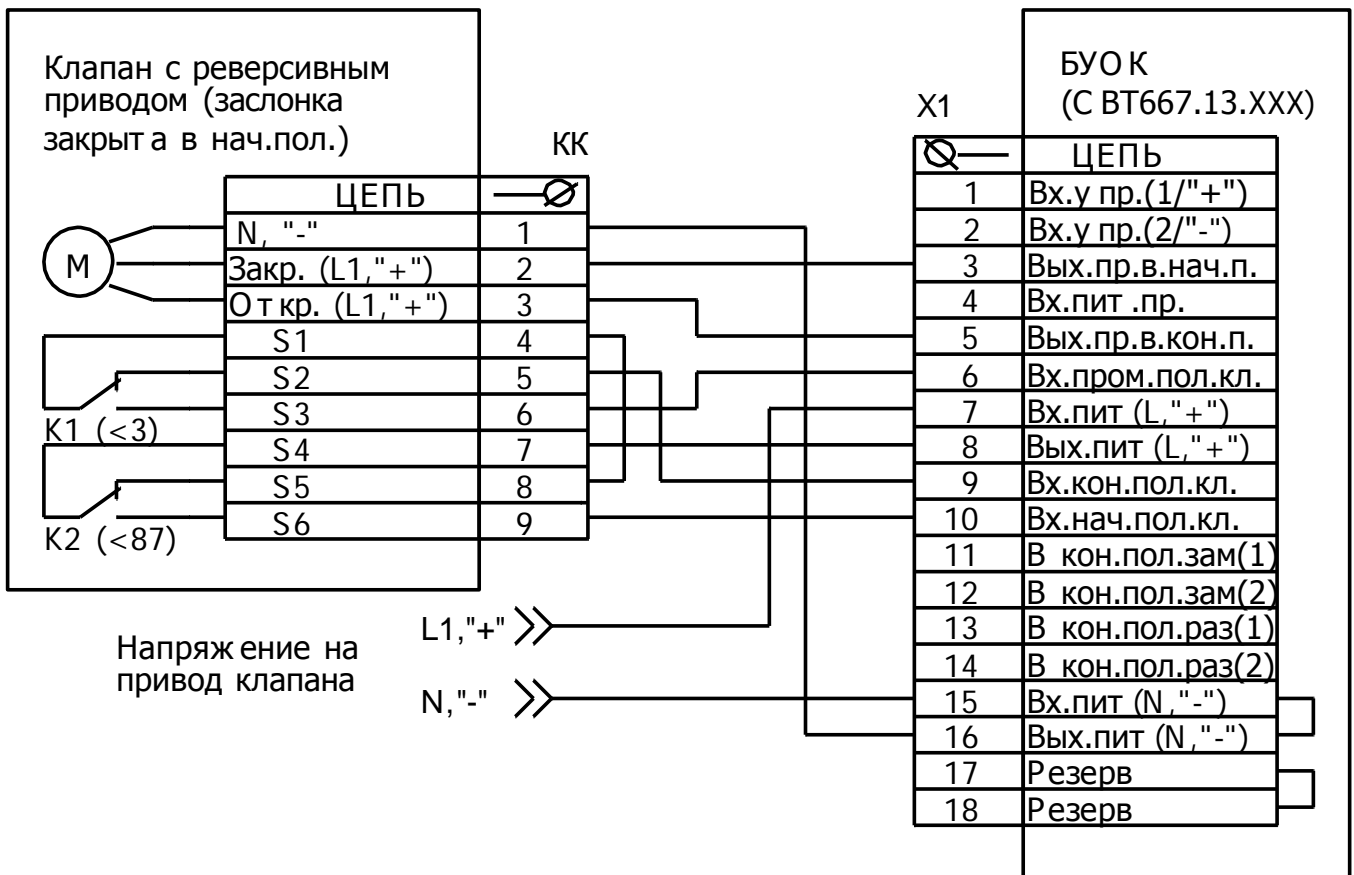 Клапан с реверсивным
приводом (заслонка
закрыта в нач.пол.)
КК
ЦЕПЬ
N, "-" 1
Закр. (L1,"+") 2
Откр. (L1,"+") 3
S1 4
S2 5
S3 6
S4 7
S5 8
S6 9
M
K1 (<3)
K2 (<87)
Напряжение на
привод клапана
L1,"+"
N,"-"
БУОК
(СВТ667.13.ХХХ)
X1
ЦЕПЬ
1 Вх.упр.(1/"+")
2 Вх.упр.(2/"-")
3 Вых.пр.в.нач.п.
4 Вх.пит.пр.
5 Вых.пр.в.кон.п.
6 Вх.пром.пол.кл.
7 Вх.пит (L,"+")
8 Вых.пит (L,"+")
9 Вх.кон.пол.кл.
10 Вх.нач.пол.кл.
11 В кон.пол.зам(1)
12 В кон.пол.зам(2)
13 В кон.пол.раз(1)
14 В кон.пол.раз(2)
15 Вх.пит (N,"-")
16 Вых.пит (N,"-")
17 Резерв
18 Резерв